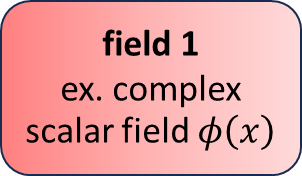 field 1
ex. complex
scalar field 𝜙(𝑥)